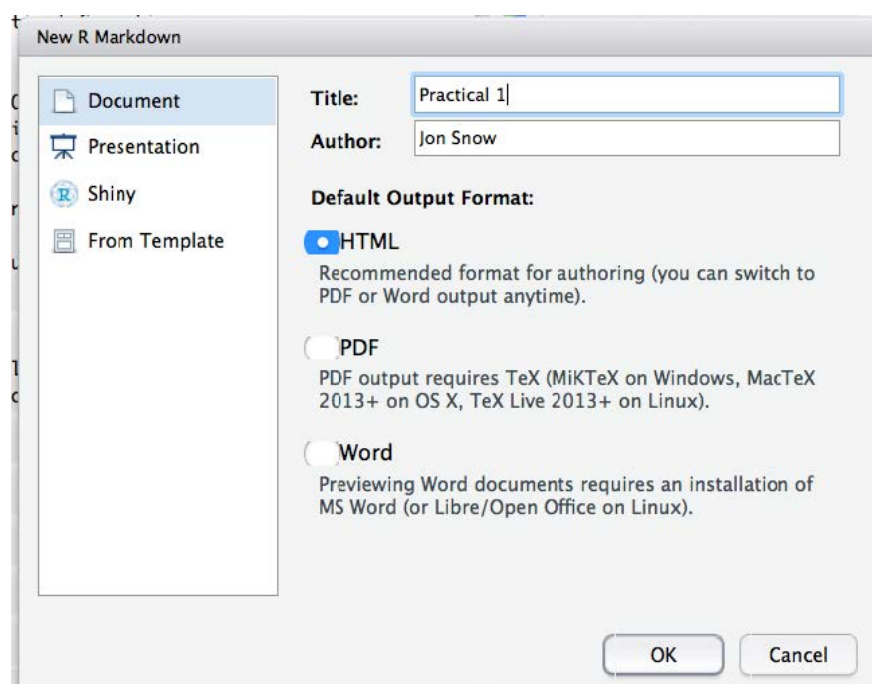 New R Markdown
Document
Presentation
R Shiny
From Template
Title: Practical 1
Author: Jon Snow
Default Output Format:
HTML
Recommended format for authoring (you can switch to
PDF or Word output anytime).
PDF
PDF output requires TeX (MiKTeX on Windows, MacTeX
2013+ on OS X, TeX Live 2013+ on Linux).
Word
Previewing Word documents requires an installation of
MS Word (or Libre/Open Office on Linux).
OK Cancel